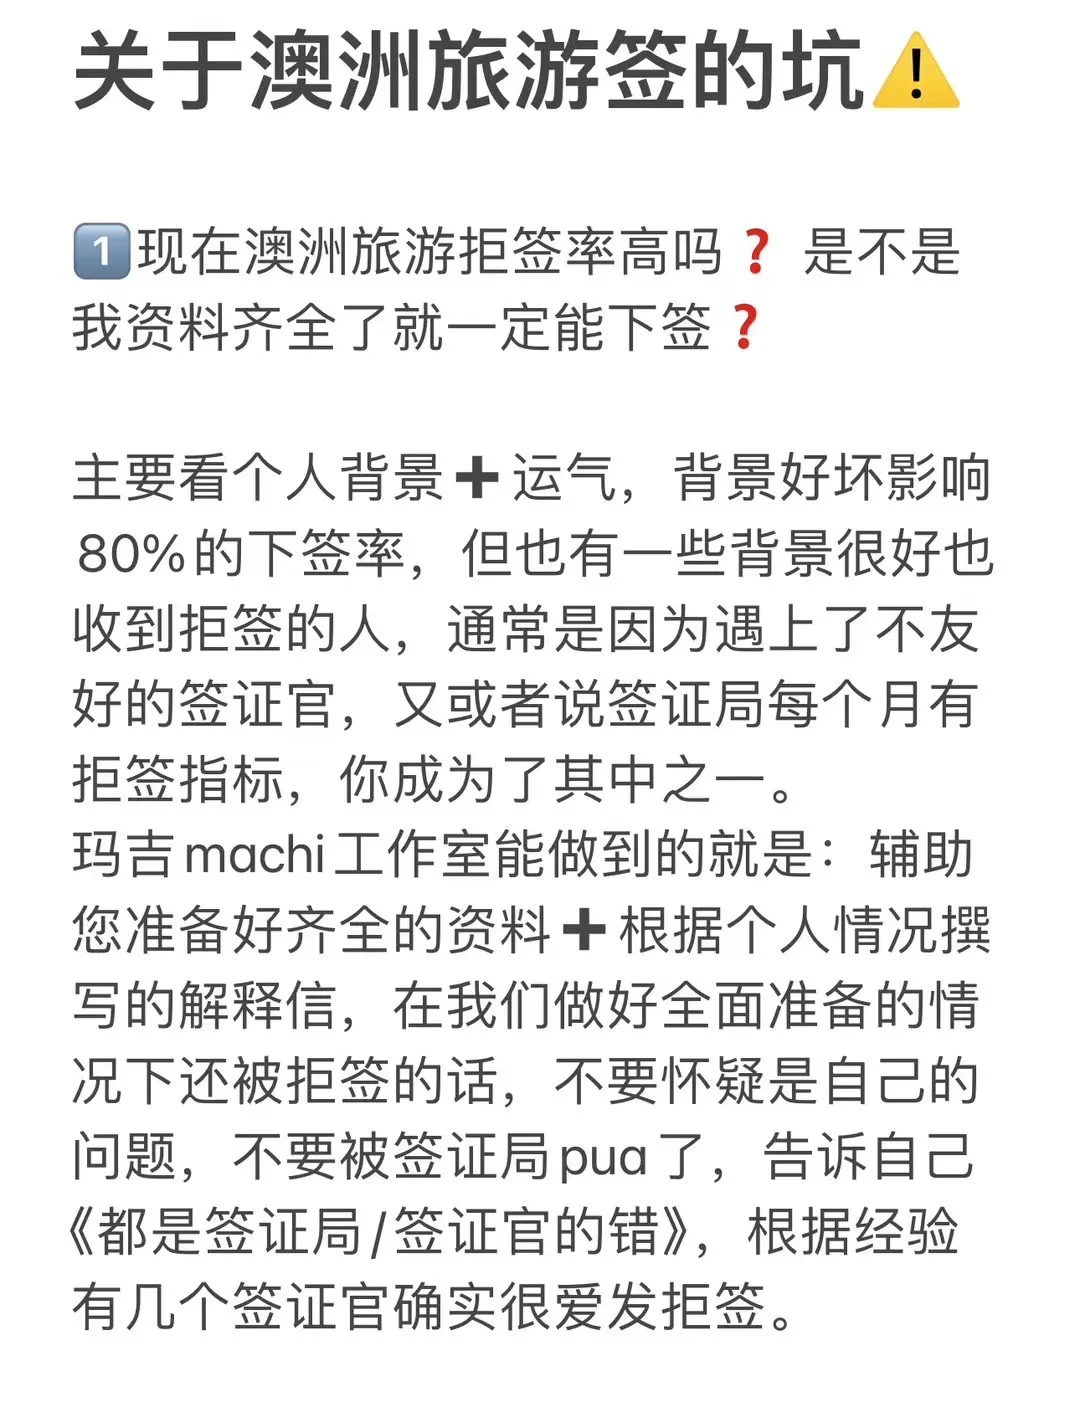 关于澳洲旅游签的坑⚠️
1️⃣现在澳洲旅游拒签率高吗❓是不是
我资料齐全了就一定能下签❓
主要看个人背景➕运气，背景好坏影响
80%的下签率，但也有一些背景很好也
收到拒签的人，通常是因为遇上了不友
好的签证官，又或者说签证局每个月有
拒签指标，你成为了其中之一。
玛吉machi工作室能做到的就是：辅助
您准备好齐全的资料➕根据个人情况撰
写的解释信，在我们做好全面准备的情
况下还被拒签的话，不要怀疑是自己的
问题，不要被签证局pua了，告诉自己
《都是签证局/签证官的错》，根据经验
有几个签证官确实很爱发拒签。